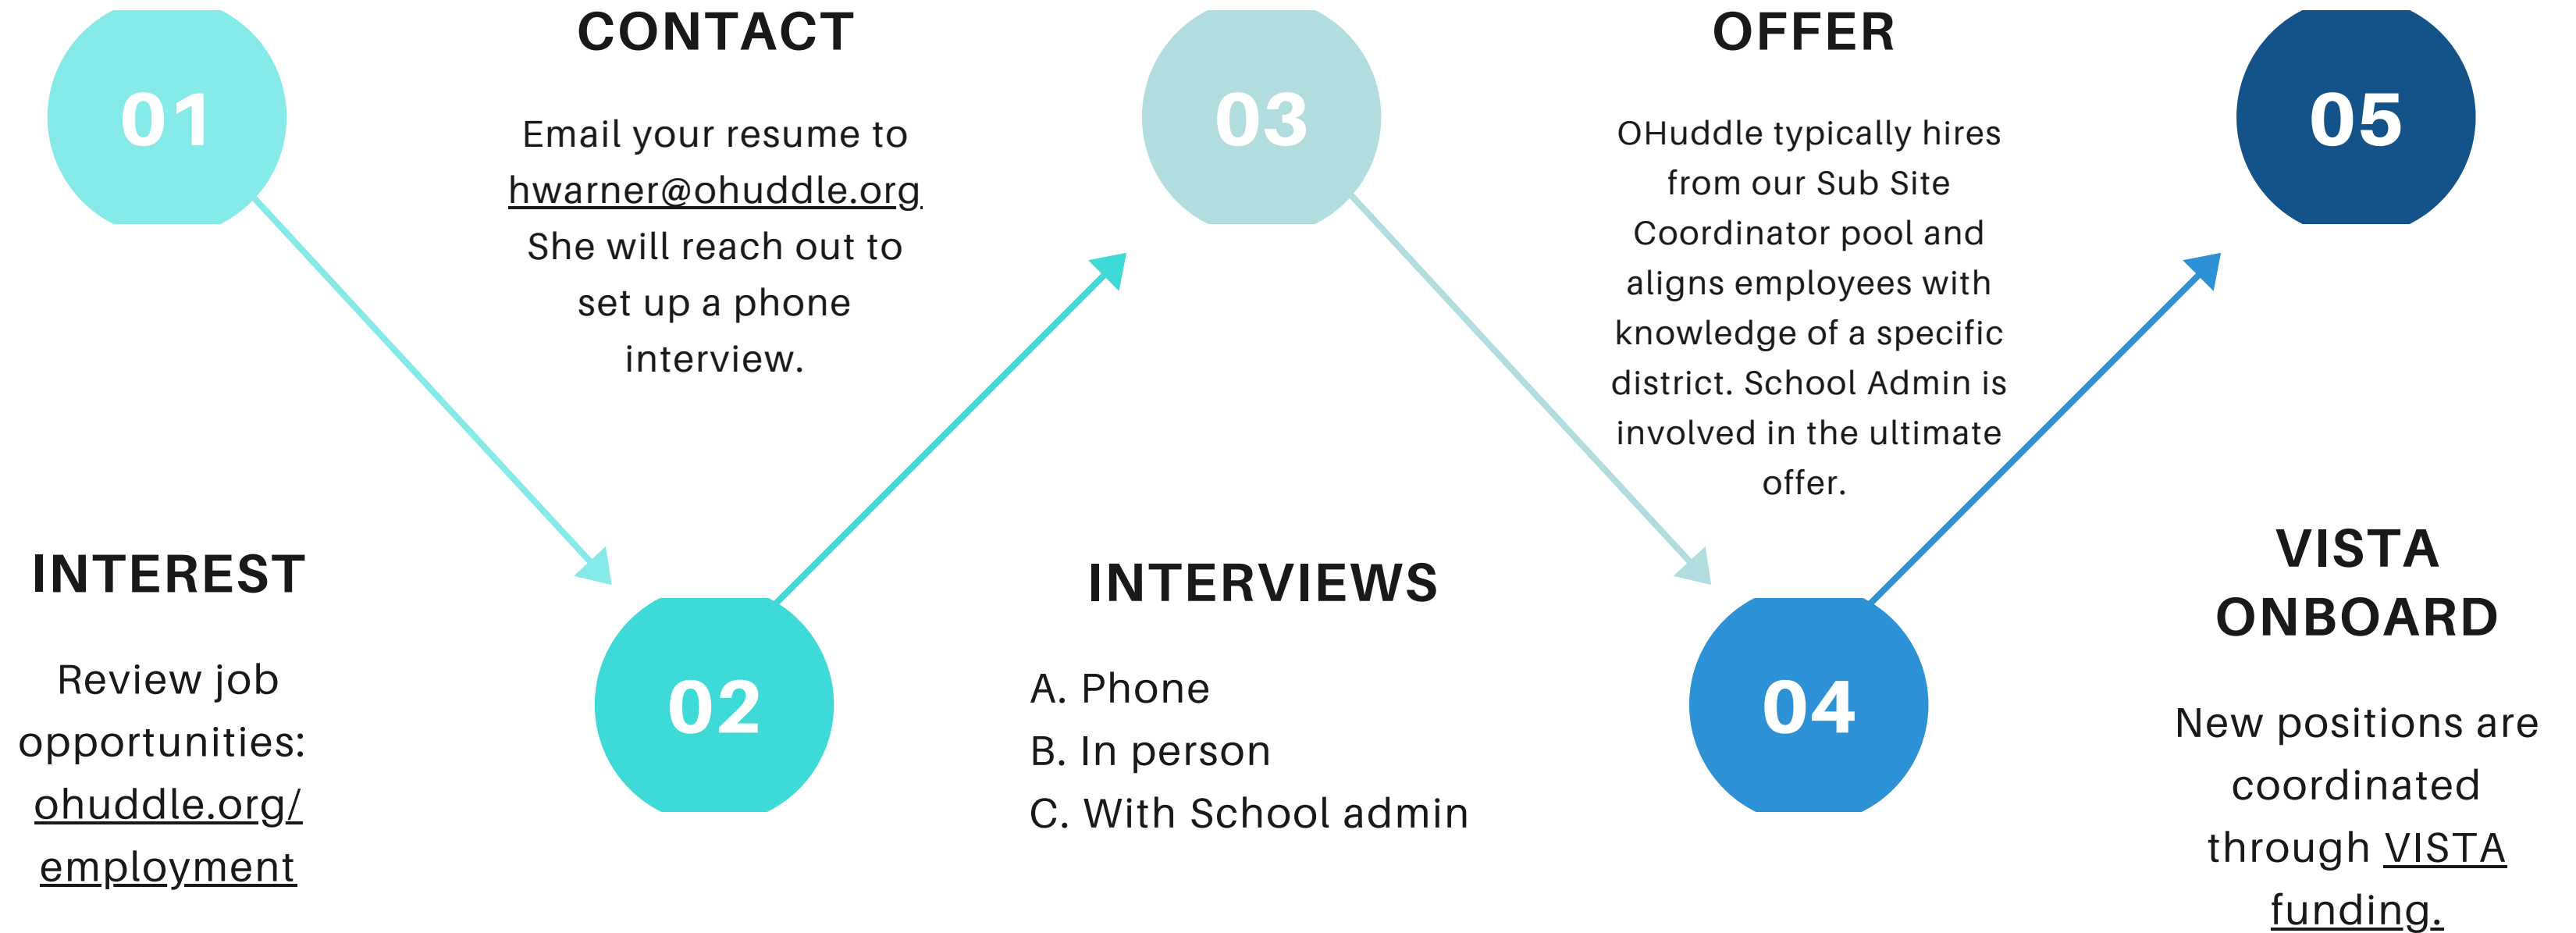 01
INTEREST
Review job
opportunities:
ohuddle.org/
employment
CONTACT
Email your resume to
hwarner@ohuddle.org.
She will reach out to
set up a phone
interview.
02
03
INTERVIEWS
A. Phone
B. In person
C. With School admin
OFFER
OHuddle typically hires
from our Sub Site
Coordinator pool and
aligns employees with
knowledge of a specific
district. School Admin is
involved in the ultimate
offer.
04
05
VISTA
ONBOARD
New positions are
coordinated
through VISTA
funding.